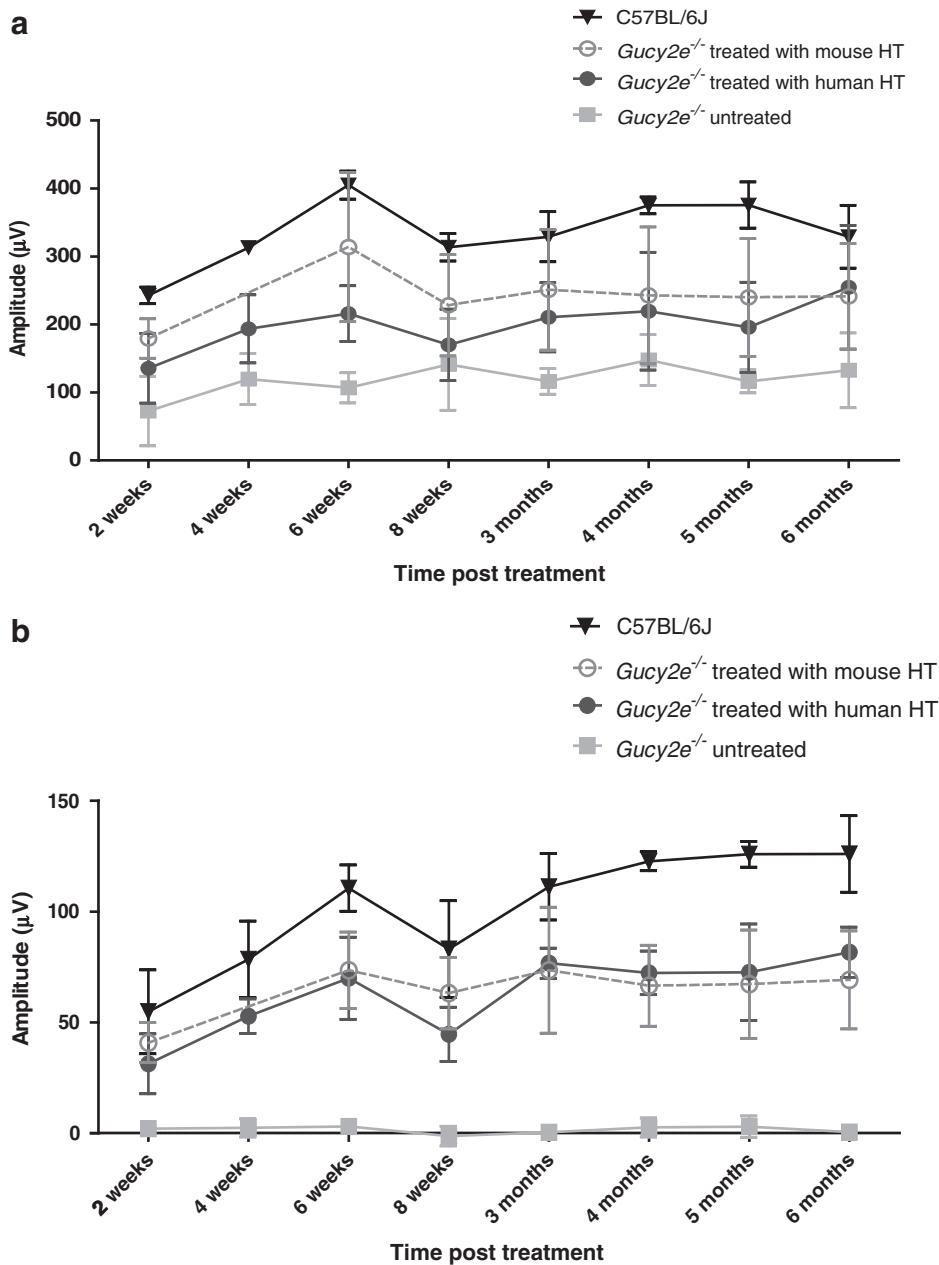 a
C57BL/6J
Gucy2e-/- treated with mouse HT
Gucy2e-/- treated with human HT
Gucy2e-/- untreated
500
400
300
200
100
0
Amplitude (μV)
2 weeks
4 weeks
6 weeks
8 weeks
3 months
4 months
5 months
6 months
Time post treatment
b
C57BL/6J
Gucy2e-/- treated with mouse HT
Gucy2e-/- treated with human HT
Gucy2e-/- untreated
150
100
50
0
Amplitude (μV)
2 weeks
4 weeks
6 weeks
8 weeks
3 months
4 months
5 months
6 months
Time post treatment